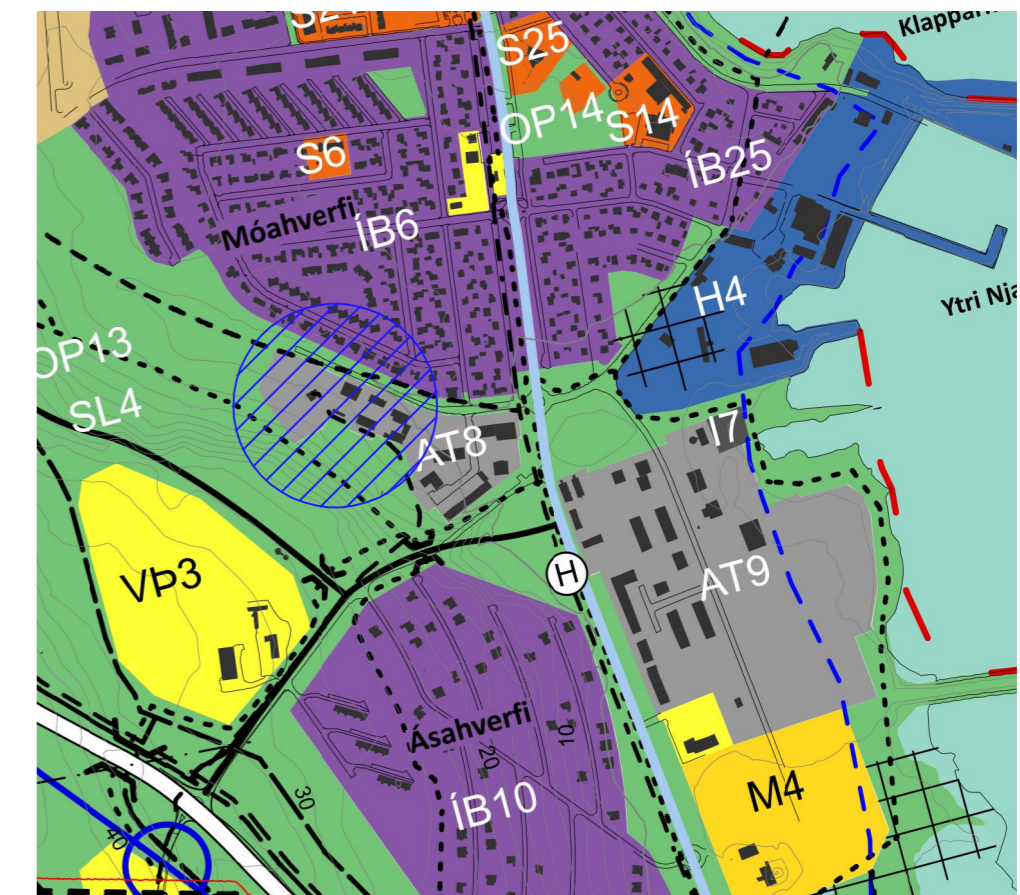 S25
OP14
S14
S6
ÍB25
Móahverfi
ÍB6
H4
Ytri
OP13
SL4
AT8
I7
VÞ3
H
AT9
Ásahverfi
10
20
ÍB10
30
M4
40